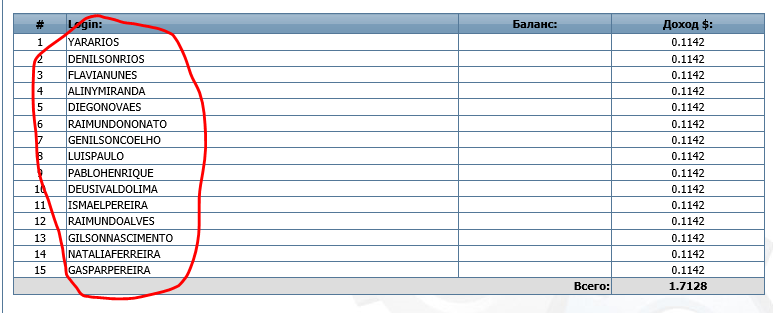 # Login: Баланс: Доход $:
1 YARARIOS 0.1142
2 DENILSONRIOS 0.1142
3 FLAVIANUNES 0.1142
4 ALINYMIRANDA 0.1142
5 DIEGONOVAES 0.1142
6 RAIMUNDONONATO 0.1142
7 GENILSONCOELHO 0.1142
8 LUISPAULO 0.1142
9 PABLOHENRIQUE 0.1142
10 DEUSIVALDOLIMA 0.1142
11 ISMAELPEREIRA 0.1142
12 RAIMUNDOALVES 0.1142
13 GILSONNASCIMENTO 0.1142
14 NATALIAFERREIRA 0.1142
15 GASPARPEREIRA 0.1142
Всего: 1.7128